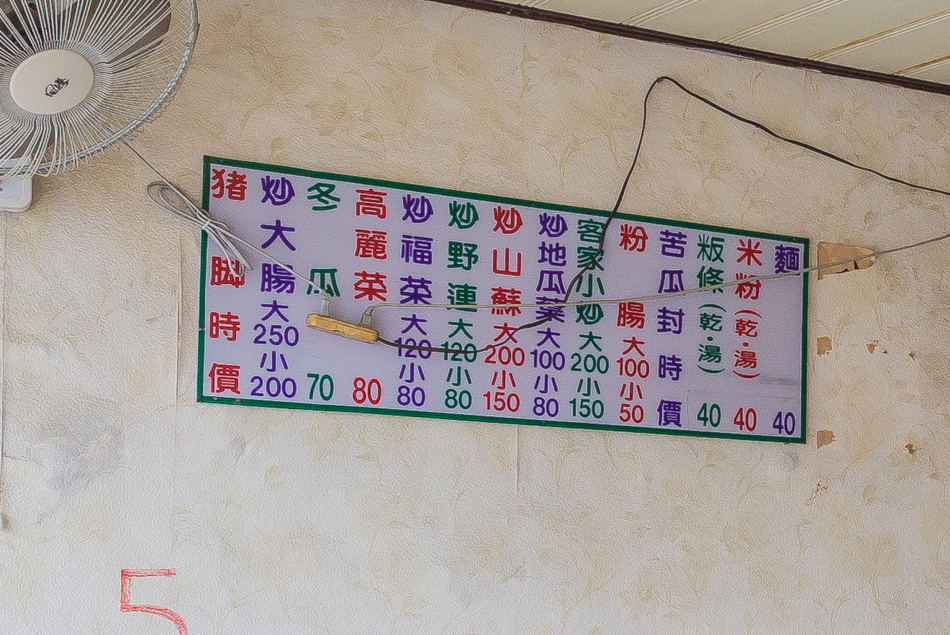 麵 40
米粉(乾·湯) 40
粄條(乾·湯) 40
苦瓜封時價
粉腸大100小50
客家小炒大200小150
炒地瓜葉大100小80
炒山蘇大200小150
炒野蓮大120小80
炒福菜大120小80
高麗菜 80
冬瓜 70
炒大腸大250小200
猪脚時價
5